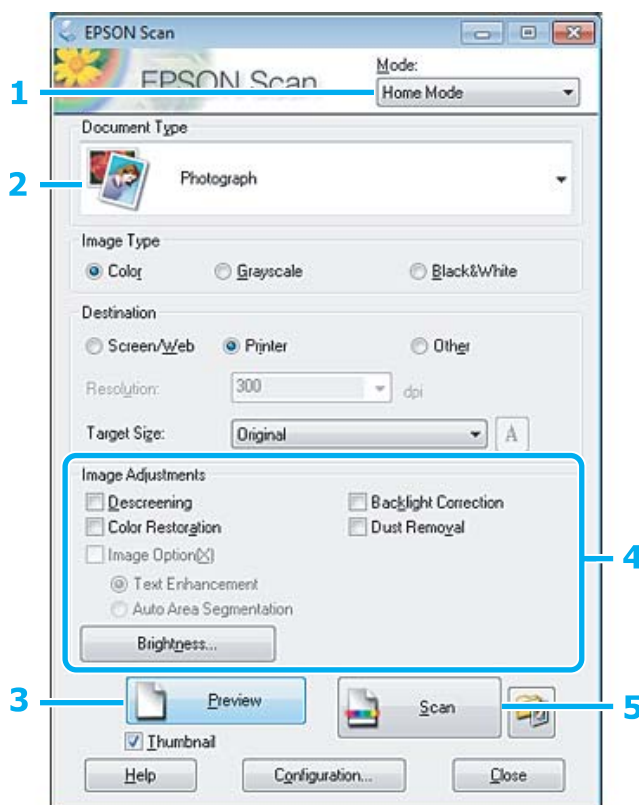 EPSON Scan
EPSON Scan
Mode:
1
Home Mode
Document Type
2
Photograph
Image Type
Color
Grayscale
Black&White
Destination
Screen/Web
Printer
Other
Resolution:
300
dpi
Target Size:
Original
A
Image Adjustments
Descreening
Backlight Correction
Color Restoration
Dust Removal
Image Option(X)
4
Text Enhancement
Auto Area Segmentation
Brightness...
3
Preview
Scan
5
Thumbnail
Help
Configuration...
Close